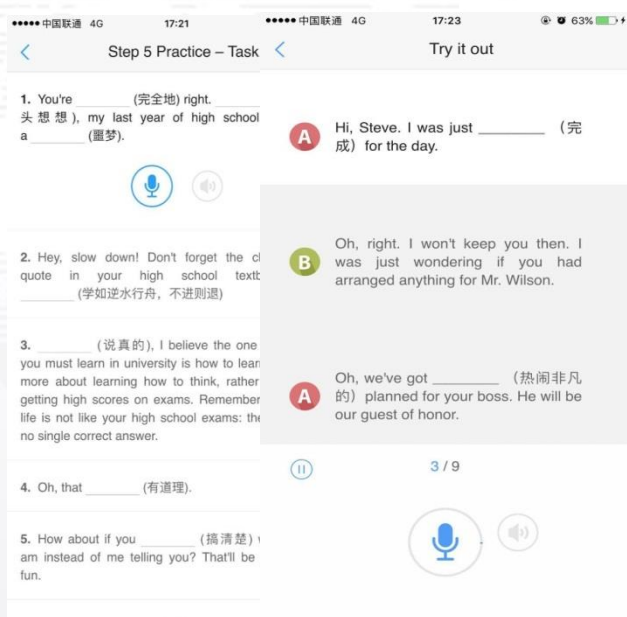 中国联通 4G 17:21
Step 5 Practice – Task
1. You're ________ (完全地) right. ________
头想想), my last year of high school
a ________ (噩梦).
2. Hey, slow down! Don't forget the
quote in your high school
________ (学如逆水行舟，不进则退)
3. ________ (说真的), I believe the one
you must learn in university is how to
more about learning how to think, rather
getting high scores on exams. Remember
life is not like your high school exams:
no single correct answer.
4. Oh, that ________ (有道理).
5. How about if you ________ (搞清楚)
am instead of me telling you? That'll be
fun.
中国联通 4G 17:23 63%
Try it out
A
Hi, Steve. I was just ________ （完
成）for the day.
B
Oh, right. I won't keep you then. I
was just wondering if you had
arranged anything for Mr. Wilson.
A
Oh, we've got ________ （热闹非凡
的）planned for your boss. He will be
our guest of honor.
3 / 9